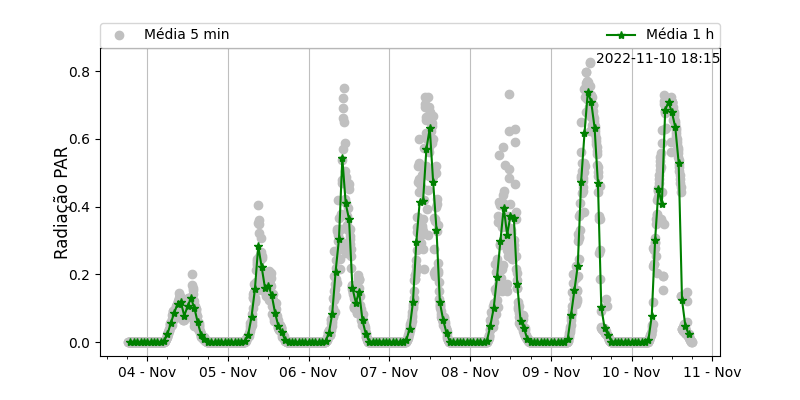 Média 5 min Média 1 h
2022-11-10 18:15
0.8
0.6
0.4
0.2
0.0
Radiação PAR
04 - Nov 05 - Nov 06 - Nov 07 - Nov 08 - Nov 09 - Nov 10 - Nov 11 - Nov